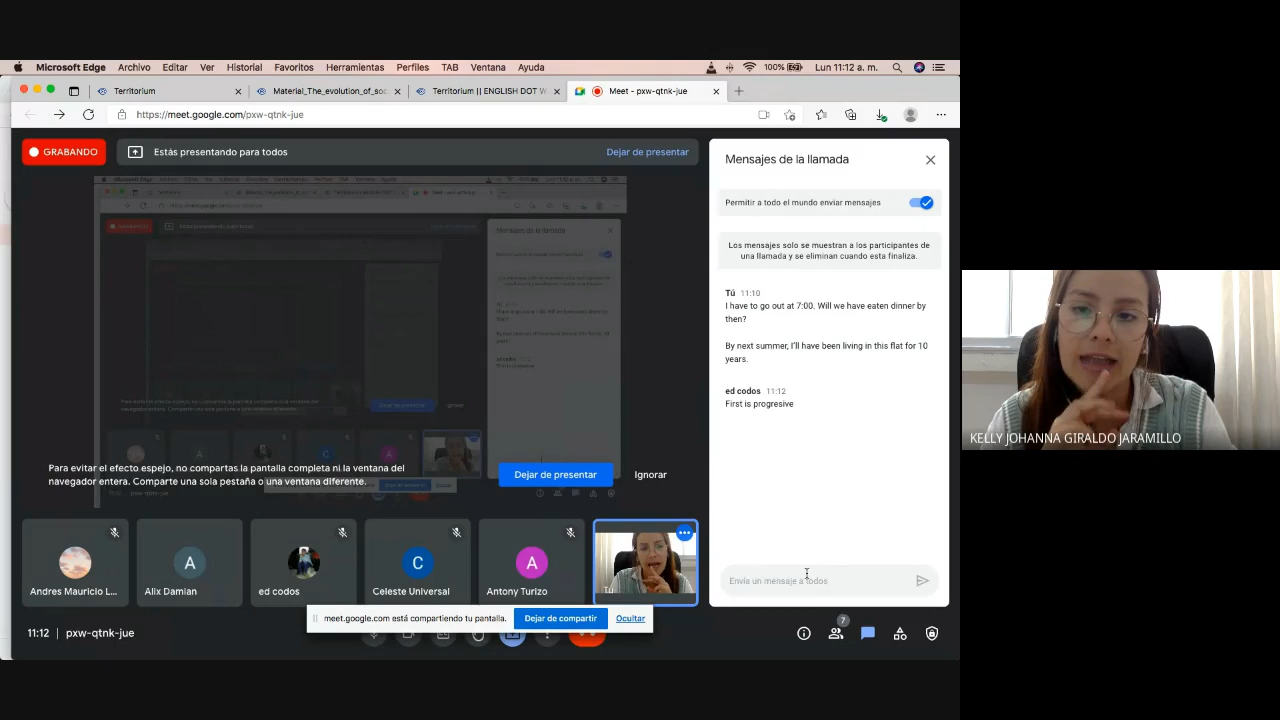 Microsoft Edge Archivo Editar Ver Historial Favoritos Herramientas Perfiles TAB Ventana Ayuda 100% Lun 11:12 a. m.
Territorium Material_The_evolution_of_soc. Territorium || ENGLISH DOT W Meet - pxw-qtnk-jue
https://meet.google.com/pxw-qtnk-jue
GRABANDO Estás presentando para todos Dejar de presentar
Mensajes de la llamada
Permitir a todo el mundo enviar mensajes
Los mensajes solo se muestran a los participantes de
una llamada y se eliminan cuando esta finaliza.
Tú 11:10
I have to go out at 7:00. Will we have eaten dinner by
then?
By next summer, I'll have been living in this flat for 10
years.
ed codos 11:12
First is progresive
Envía un mensaje a todos
Para evitar el efecto espejo, no compartas la pantalla completa ni la ventana del
navegador entera. Comparte una sola pestaña o una ventana diferente.
Dejar de presentar Ignorar
A C A
Andres Mauricio L... Alix Damian ed codos Celeste Universal Antony Turizo Tú
meet.google.com está compartiendo tu pantalla. Dejar de compartir Ocultar
11:12 | pxw-qtnk-jue 7
KELLY JOHANNA GIRALDO JARAMILLO